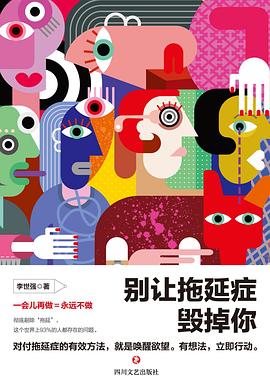 别让拖延症
毁掉你
李世强◎著
一会儿再做=永远不做
彻底剔除“拖延”，
这个世界上93%的人都存在的问题。
对付拖延症的有效方法，就是唤醒欲望。有想法，立即行动。
四川文艺出版社